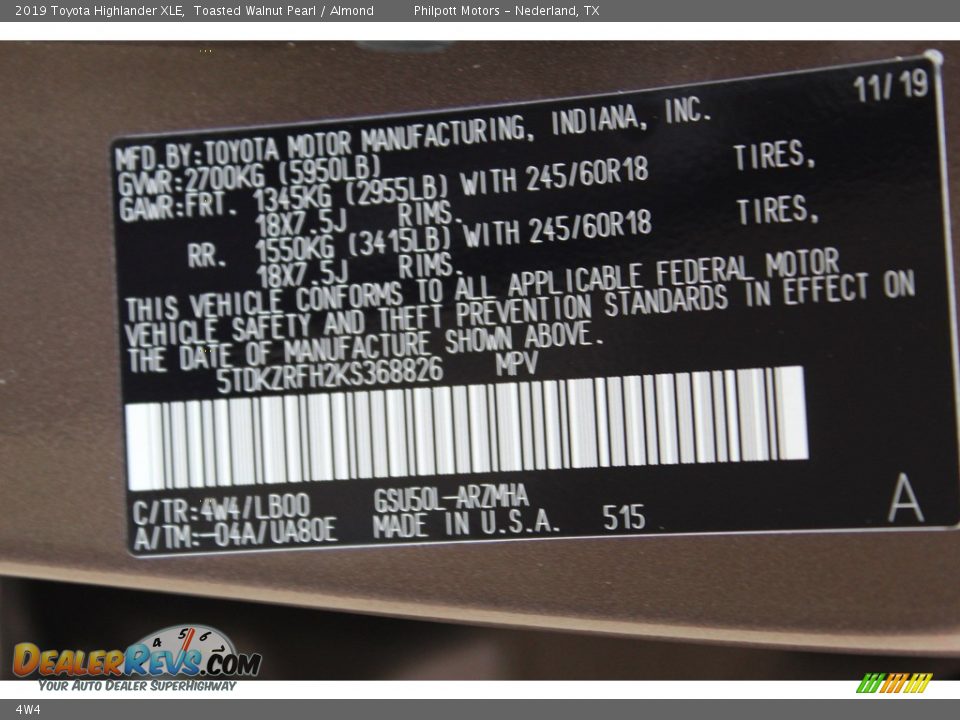 2019 Toyota Highlander XLE, Toasted Walnut Pearl / Almond Philpott Motors – Nederland, TX
11/19
MFD.BY:TOYOTA MOTOR MANUFACTURING, INDIANA, INC.
GVWR:2700KG (5950LB)
GAWR:FRT. 1345KG (2955LB) WITH 245/60R18 TIRES,
18X7.5J RIMS.
RR. 1550KG (3415LB) WITH 245/60R18 TIRES,
18X7.5J RIMS.
THIS VEHICLE CONFORMS TO ALL APPLICABLE FEDERAL MOTOR
VEHICLE SAFETY AND THEFT PREVENTION STANDARDS IN EFFECT ON
THE DATE OF MANUFACTURE SHOWN ABOVE.
5TDKZRFH2KS368826 MPV
C/TR:4W4/LB00 GSU50L-ARZMHA
A/TM:-04A/UA80E MADE IN U.S.A. 515
A
4 5 6
DEALERREVS.COM
YOUR AUTO DEALER SUPERHIGHWAY
4W4